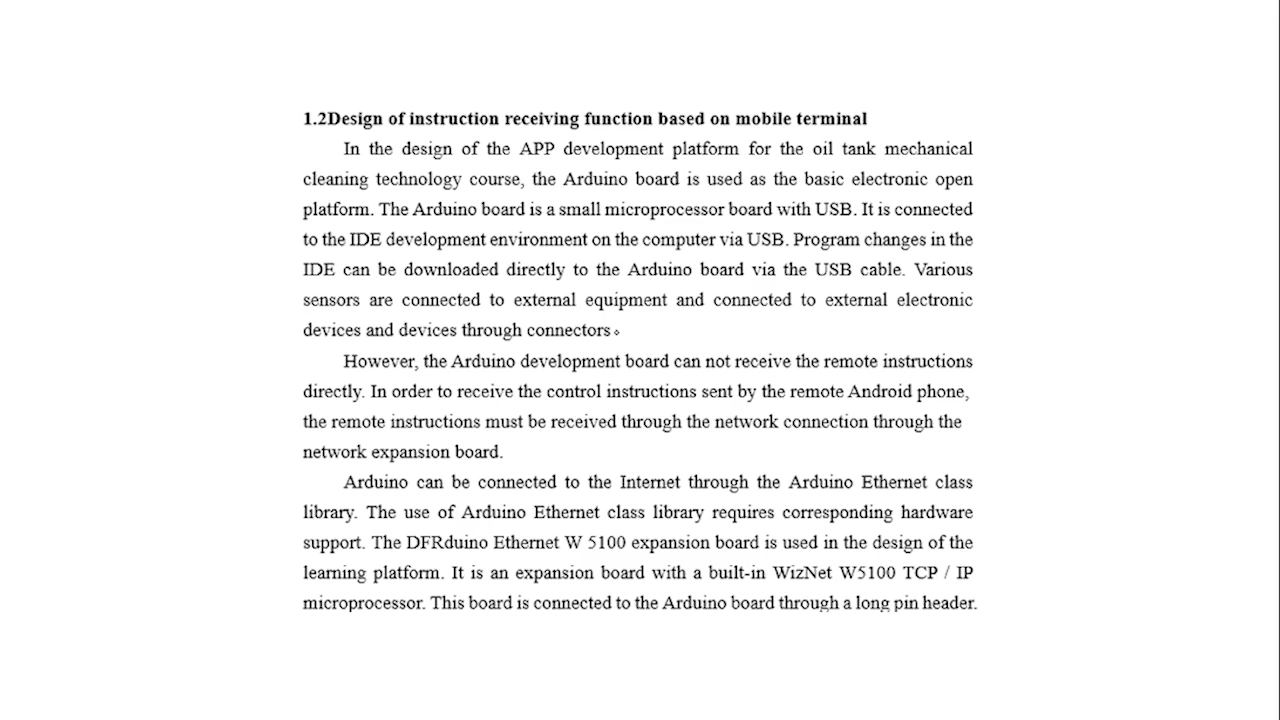 1.2Design of instruction receiving function based on mobile terminal
In the design of the APP development platform for the oil tank mechanical
cleaning technology course, the Arduino board is used as the basic electronic open
platform. The Arduino board is a small microprocessor board with USB. It is connected
to the IDE development environment on the computer via USB. Program changes in the
IDE can be downloaded directly to the Arduino board via the USB cable. Various
sensors are connected to external equipment and connected to external electronic
devices and devices through connectors。
However, the Arduino development board can not receive the remote instructions
directly. In order to receive the control instructions sent by the remote Android phone,
the remote instructions must be received through the network connection through the
network expansion board.
Arduino can be connected to the Internet through the Arduino Ethernet class
library. The use of Arduino Ethernet class library requires corresponding hardware
support. The DFRduino Ethernet W 5100 expansion board is used in the design of the
learning platform. It is an expansion board with a built-in WizNet W5100 TCP / IP
microprocessor. This board is connected to the Arduino board through a long pin header.